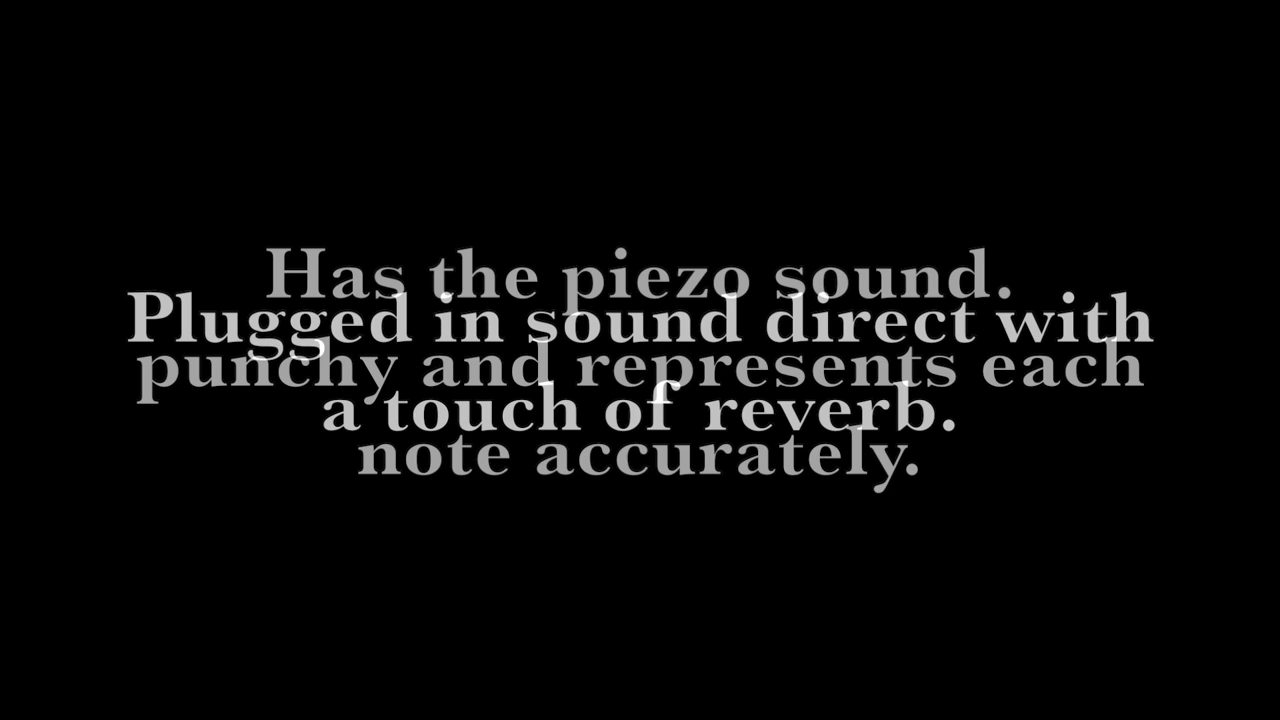 Has the piezo sound.
Plugged in sound direct with
punchy and represents each
a touch of reverb.
note accurately.